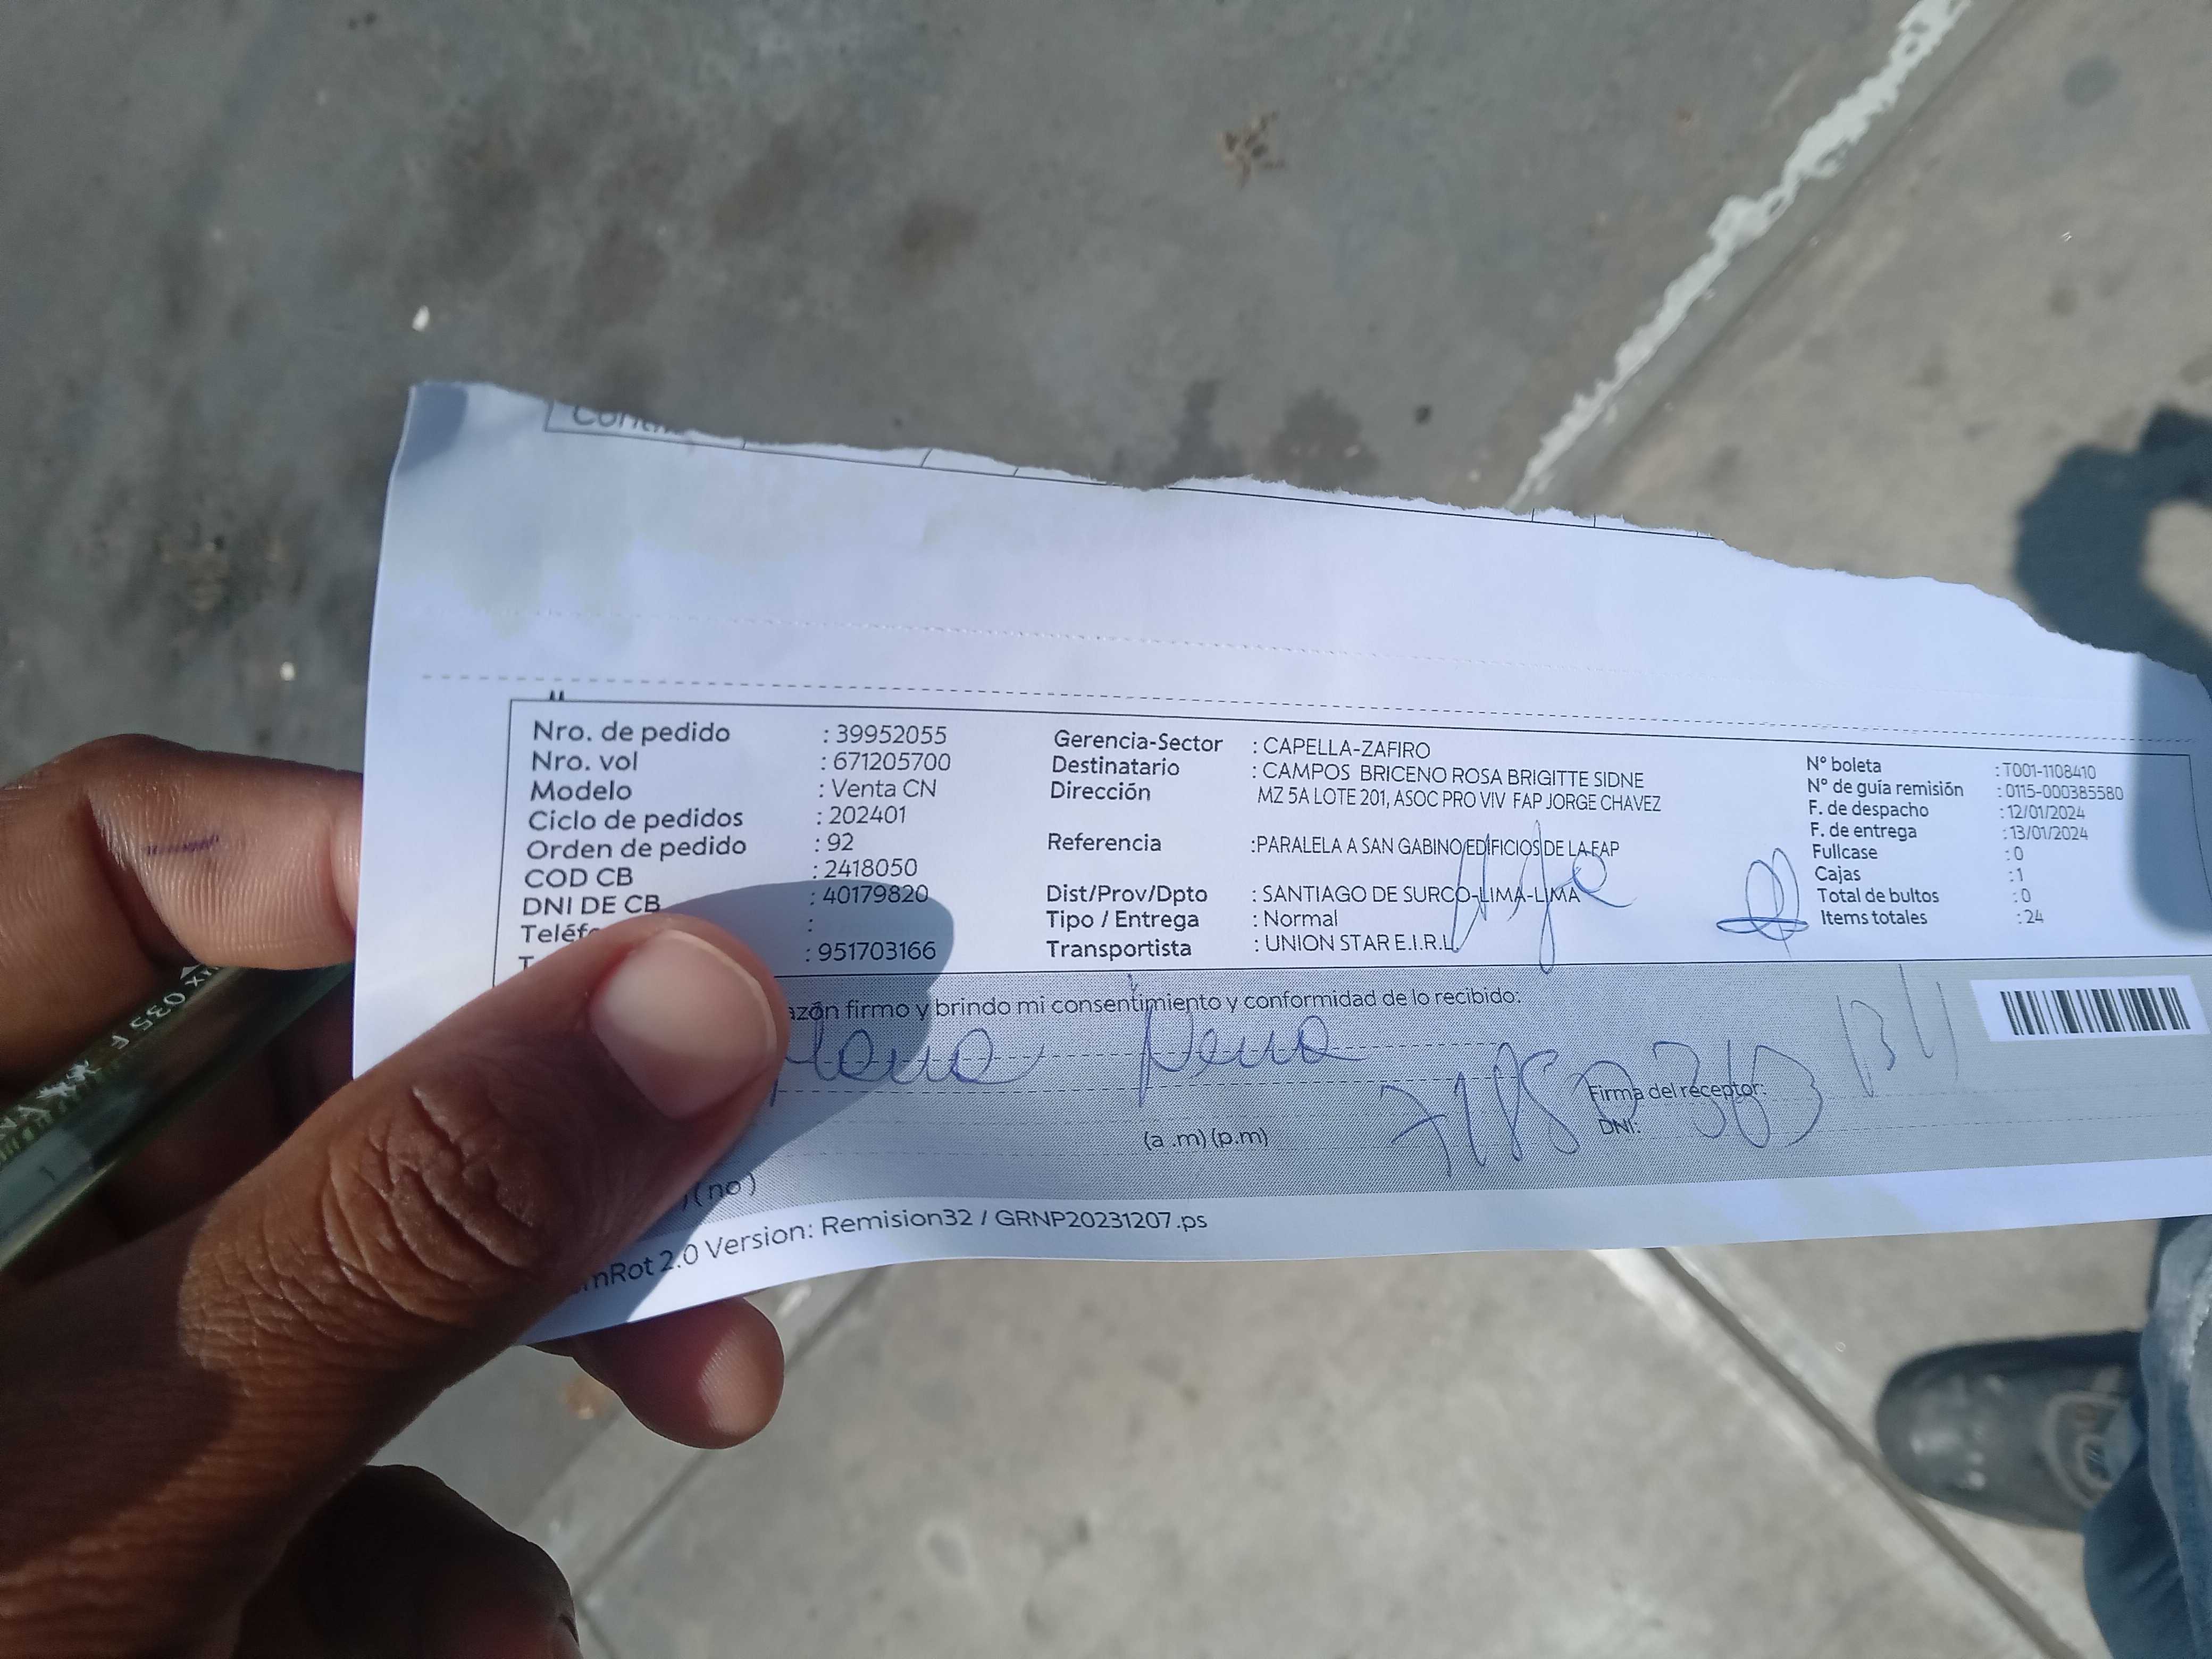 Nro. de pedido : 39952055
Nro. vol : 671205700
Modelo : Venta CN
Ciclo de pedidos : 202401
Orden de pedido : 92
COD CB : 2418050
DNI DE CB : 40179820
Teléf :
: 951703166
Gerencia-Sector : CAPELLA-ZAFIRO
Destinatario : CAMPOS BRICENO ROSA BRIGITTE SIDNE
Dirección MZ 5A LOTE 201, ASOC PRO VIV FAP JORGE CHAVEZ
Referencia :PARALELA A SAN GABINO/EDIFICIOS DE LA FAP
Dist/Prov/Dpto : SANTIAGO DE SURCO-LIMA-LIMA
Tipo / Entrega : Normal
Transportista : UNION STAR E.I.R.L
N° boleta : T001-1108410
N° de guía remisión : 0115-000385580
F. de despacho : 12/01/2024
F. de entrega : 13/01/2024
Fullcase : 0
Cajas : 1
Total de bultos : 0
Items totales : 24
azón firmo y brindo mi consentimiento y conformidad de lo recibido:
Firma del receptor:
(a .m) (p.m) DNI:
(no)
mRot 2.0 Version: Remision32 / GRNP20231207.ps
035 F